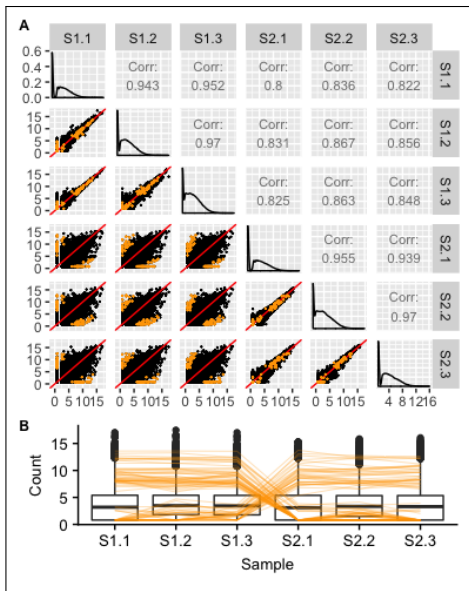 A
S1.1 S1.2 S1.3 S2.1 S2.2 S2.3
0.6
0.4
0.2
0.0
Corr: Corr: Corr: Corr: Corr:
0.943 0.952 0.8 0.836 0.822
S1.1
15
10
5
0
Corr: Corr: Corr: Corr:
0.97 0.831 0.867 0.856
S1.2
15
10
5
0
Corr: Corr: Corr:
0.825 0.863 0.848
S1.3
15
10
5
0
Corr: Corr:
0.955 0.939
S2.1
15
10
5
0
Corr:
0.97
S2.2
15
10
5
0
S2.3
0 5 1015 0 5 1015 0 5 1015 0 5 1015 0 5 1015 4 8 1216
B
Count
15
10
5
0
S1.1 S1.2 S1.3 S2.1 S2.2 S2.3
Sample